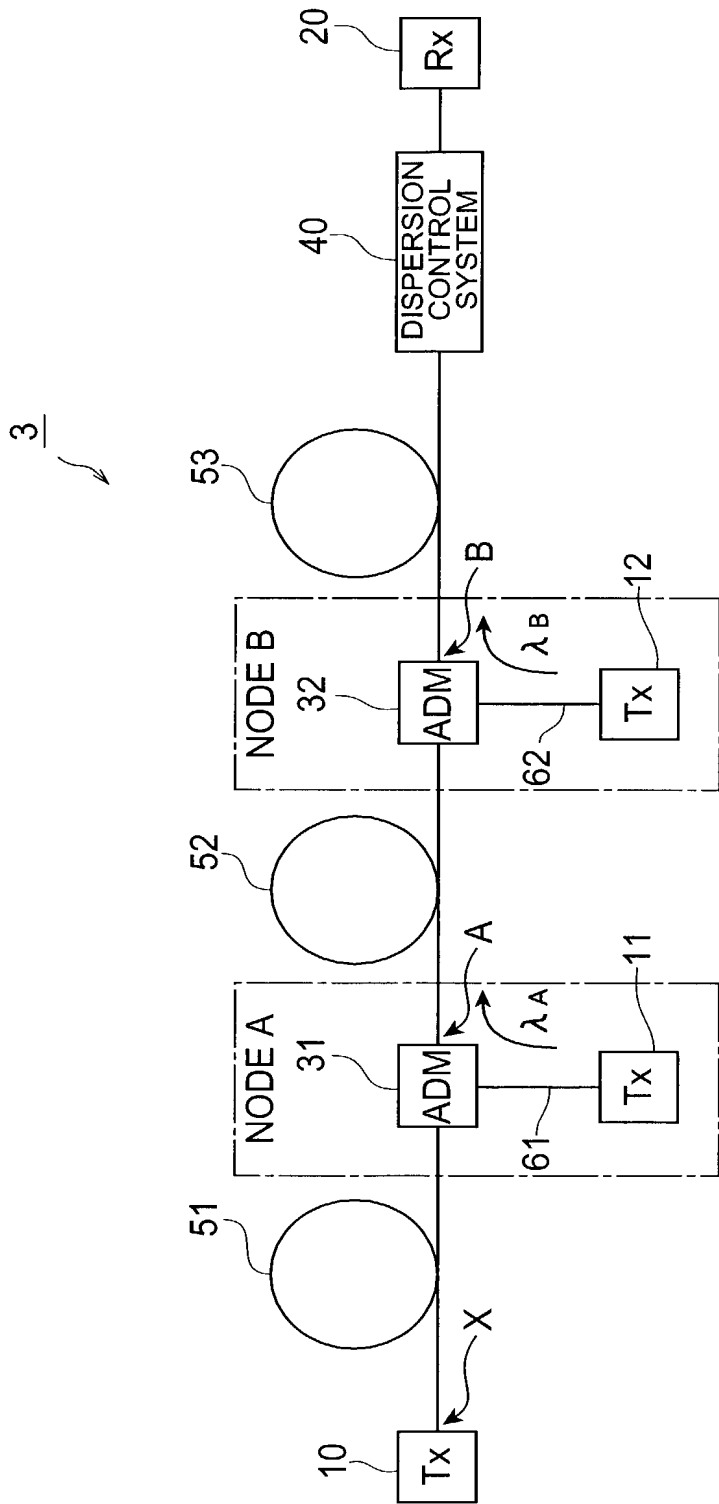 3
10
Tx
X
51
NODE A
31
ADM
A
61
λA
Tx
11
52
NODE B
32
ADM
B
62
λB
Tx
12
53
40
DISPERSION
CONTROL
SYSTEM
20
Rx